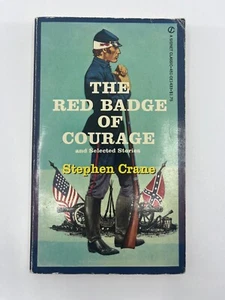 THE
RED BADGE
OF
COURAGE
and Selected Stories
Stephen Crane